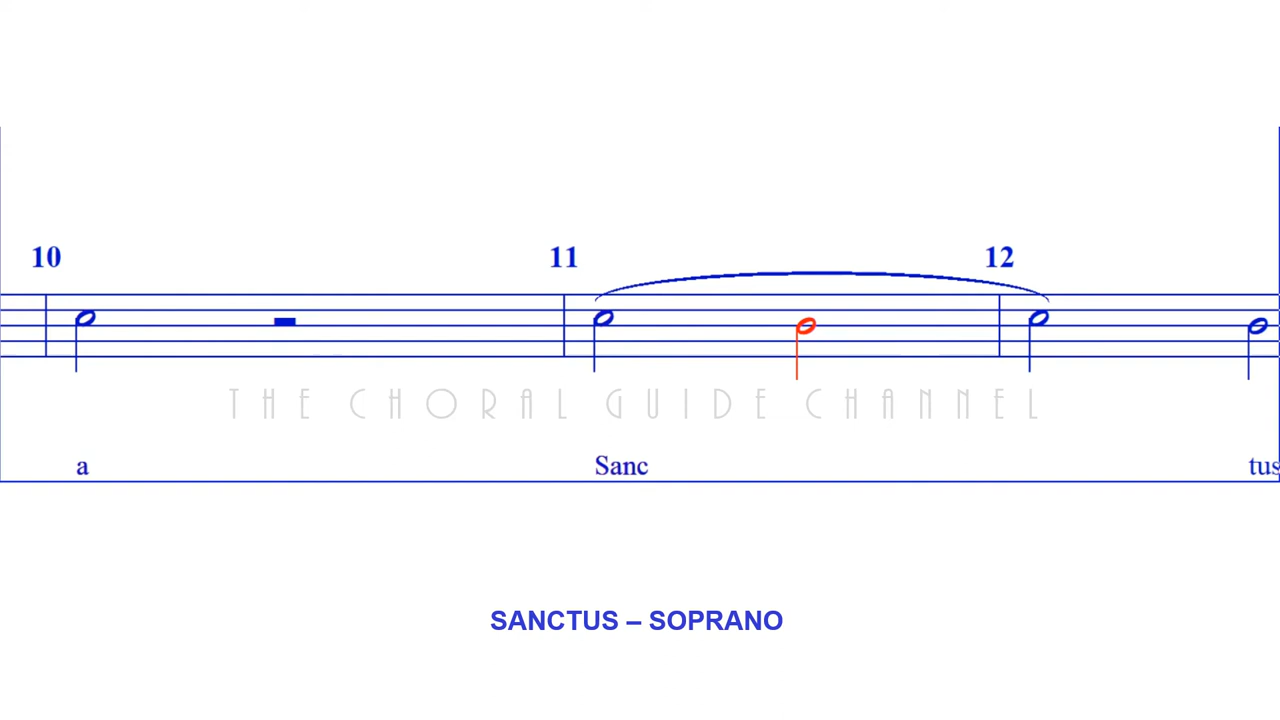 10 11 12
THE CHORAL GUIDE CHANNEL
a Sanc tus
SANCTUS – SOPRANO